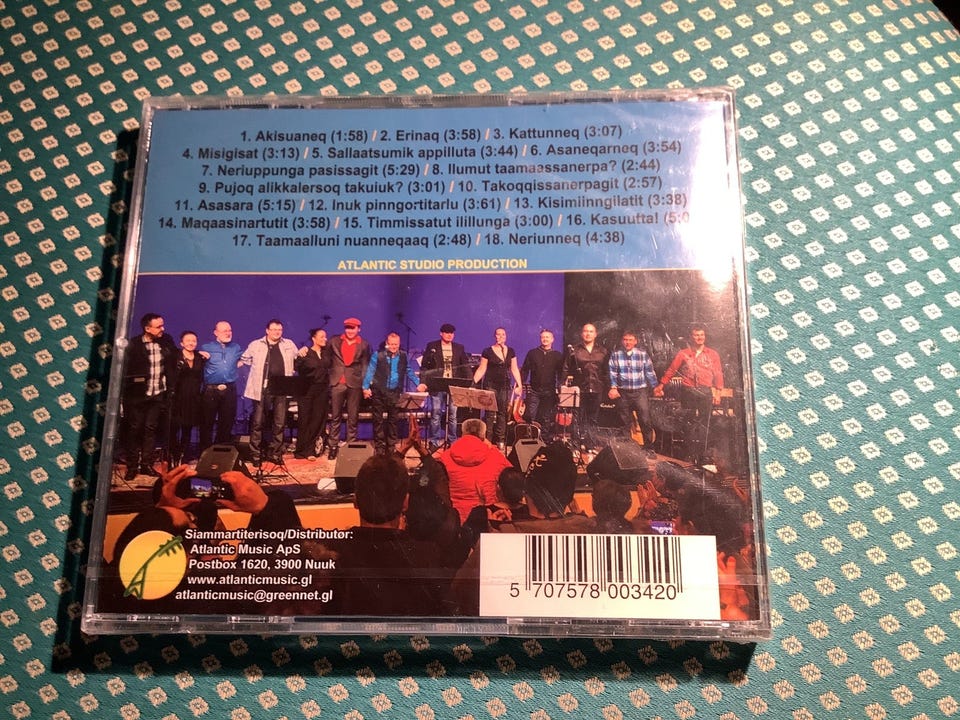 1. Akisuaneq (1:58) / 2. Erinaq (3:58) / 3. Kattunneq (3:07)
4. Misigisat (3:13) / 5. Sallaatsumik appilluta (3:44) / 6. Asaneqarneq (3:54)
7. Neriuppunga pasissagit (5:29) / 8. Ilumut taamaassanerpa? (2:44)
9. Pujoq alikkalersoq takuiuk? (3:01) / 10. Takoqqissanerpagit (2:57)
11. Asasara (5:15) / 12. Inuk pinngortitarlu (3:61) / 13. Kisimiinngilatit (3:38)
14. Maqaasinartutit (3:58) / 15. Timmissatut ilillunga (3:00) / 16. Kasuutta! (5:0
17. Taamaalluni nuanneqaaq (2:48) / 18. Neriunneq (4:38)
ATLANTIC STUDIO PRODUCTION
Siammartiterisoq/Distributør:
Atlantic Music ApS
Postbox 1620, 3900 Nuuk
www.atlanticmusic.gl
atlanticmusic@greennet.gl
5 707578 003420